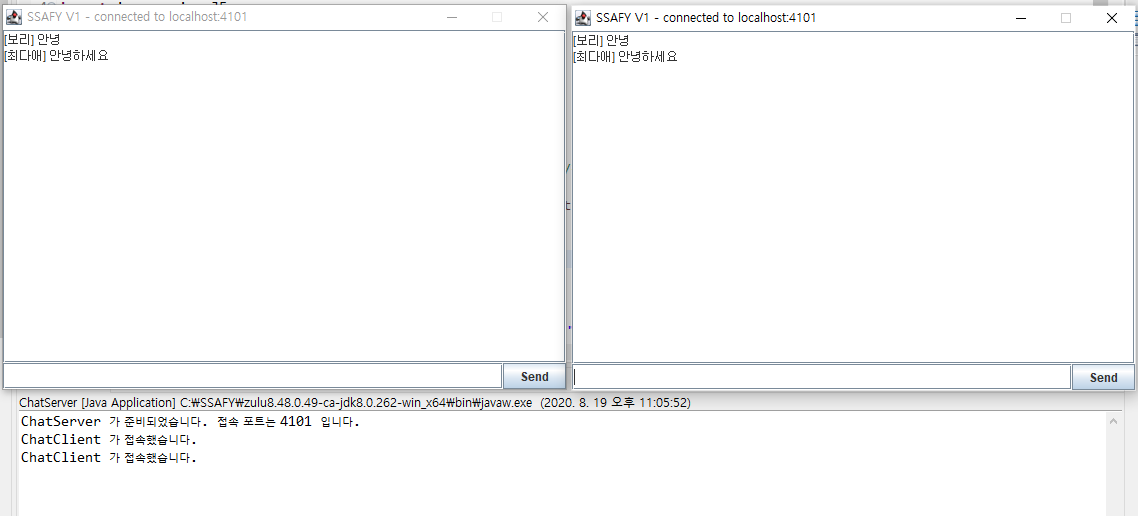 SSAFY V1 - connected to localhost:4101
[보리] 안녕
[최다애] 안녕하세요
Send
SSAFY V1 - connected to localhost:4101
[보리] 안녕
[최다애] 안녕하세요
Send
ChatServer [Java Application] C:₩SSAFY₩zulu8.48.0.49-ca-jdk8.0.262-win_x64₩bin₩javaw.exe (2020. 8. 19 오후 11:05:52)
ChatServer 가 준비되었습니다. 접속 포트는 4101 입니다.
ChatClient 가 접속했습니다.
ChatClient 가 접속했습니다.